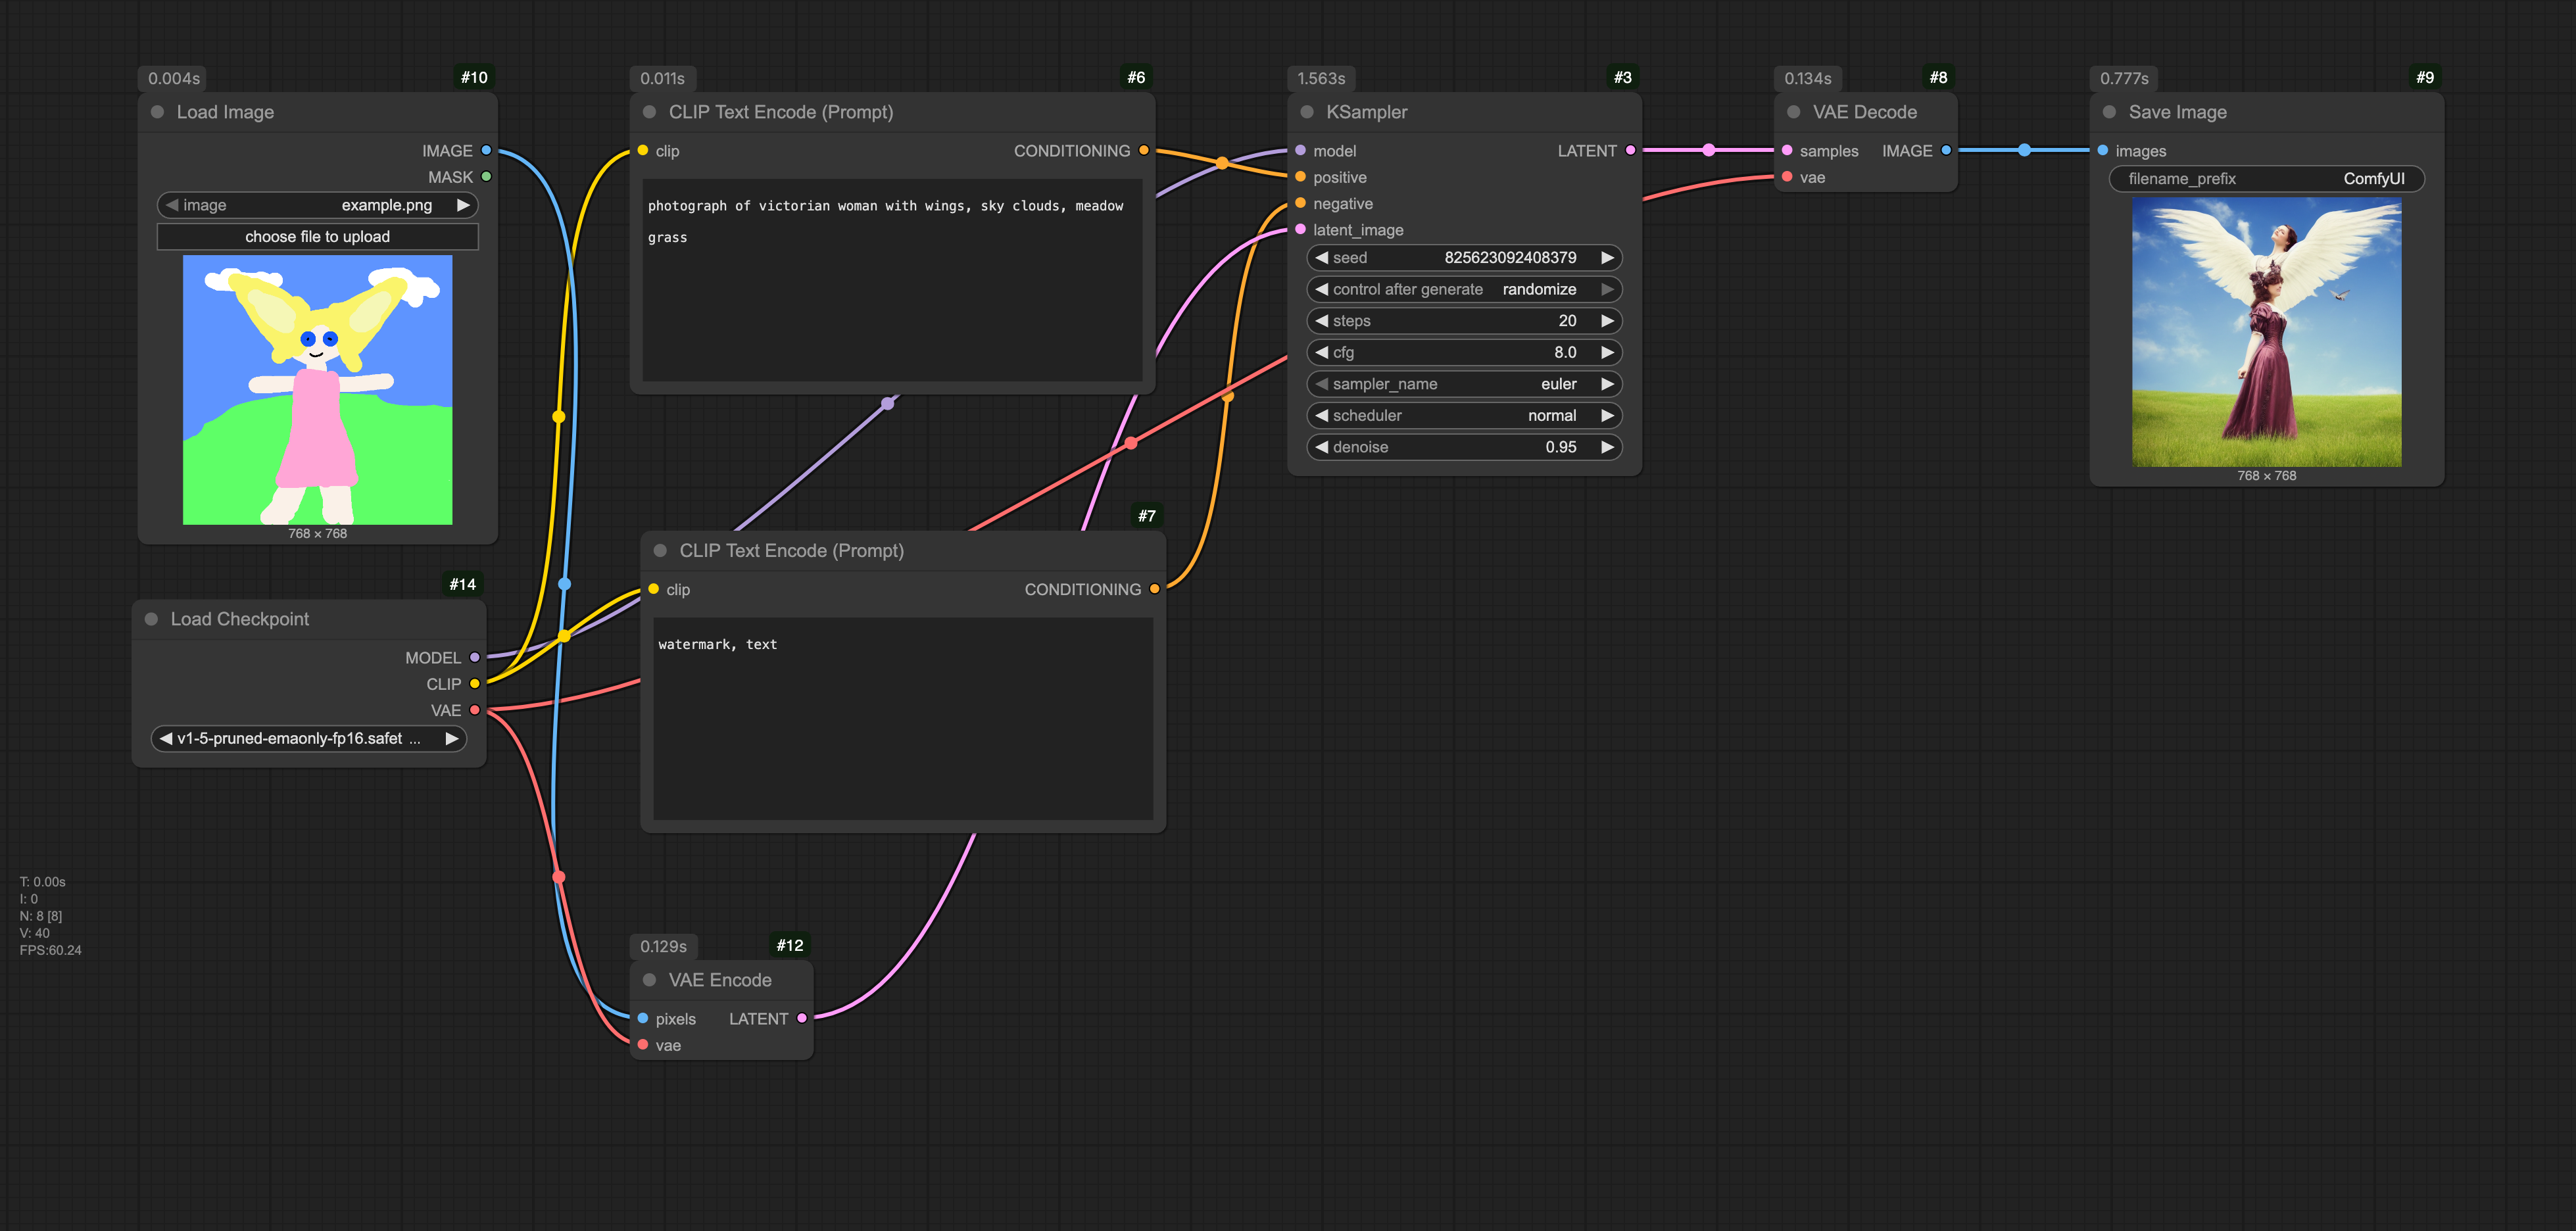 0.004s #10
Load Image
IMAGE
MASK
image example.png
choose file to upload
768 × 768
#14
Load Checkpoint
MODEL
CLIP
VAE
v1-5-pruned-emaonly-fp16.safet ...
0.011s #6
CLIP Text Encode (Prompt)
clip CONDITIONING
photograph of victorian woman with wings, sky clouds, meadow
grass
#7
CLIP Text Encode (Prompt)
clip CONDITIONING
watermark, text
0.129s #12
VAE Encode
pixels LATENT
vae
1.563s #3
KSampler
model LATENT
positive
negative
latent_image
seed 825623092408379
control after generate randomize
steps 20
cfg 8.0
sampler_name euler
scheduler normal
denoise 0.95
0.134s #8
VAE Decode
samples IMAGE
vae
0.777s #9
Save Image
images
filename_prefix ComfyUI
768 × 768
T: 0.00s
I: 0
N: 8 [8]
V: 40
FPS:60.24